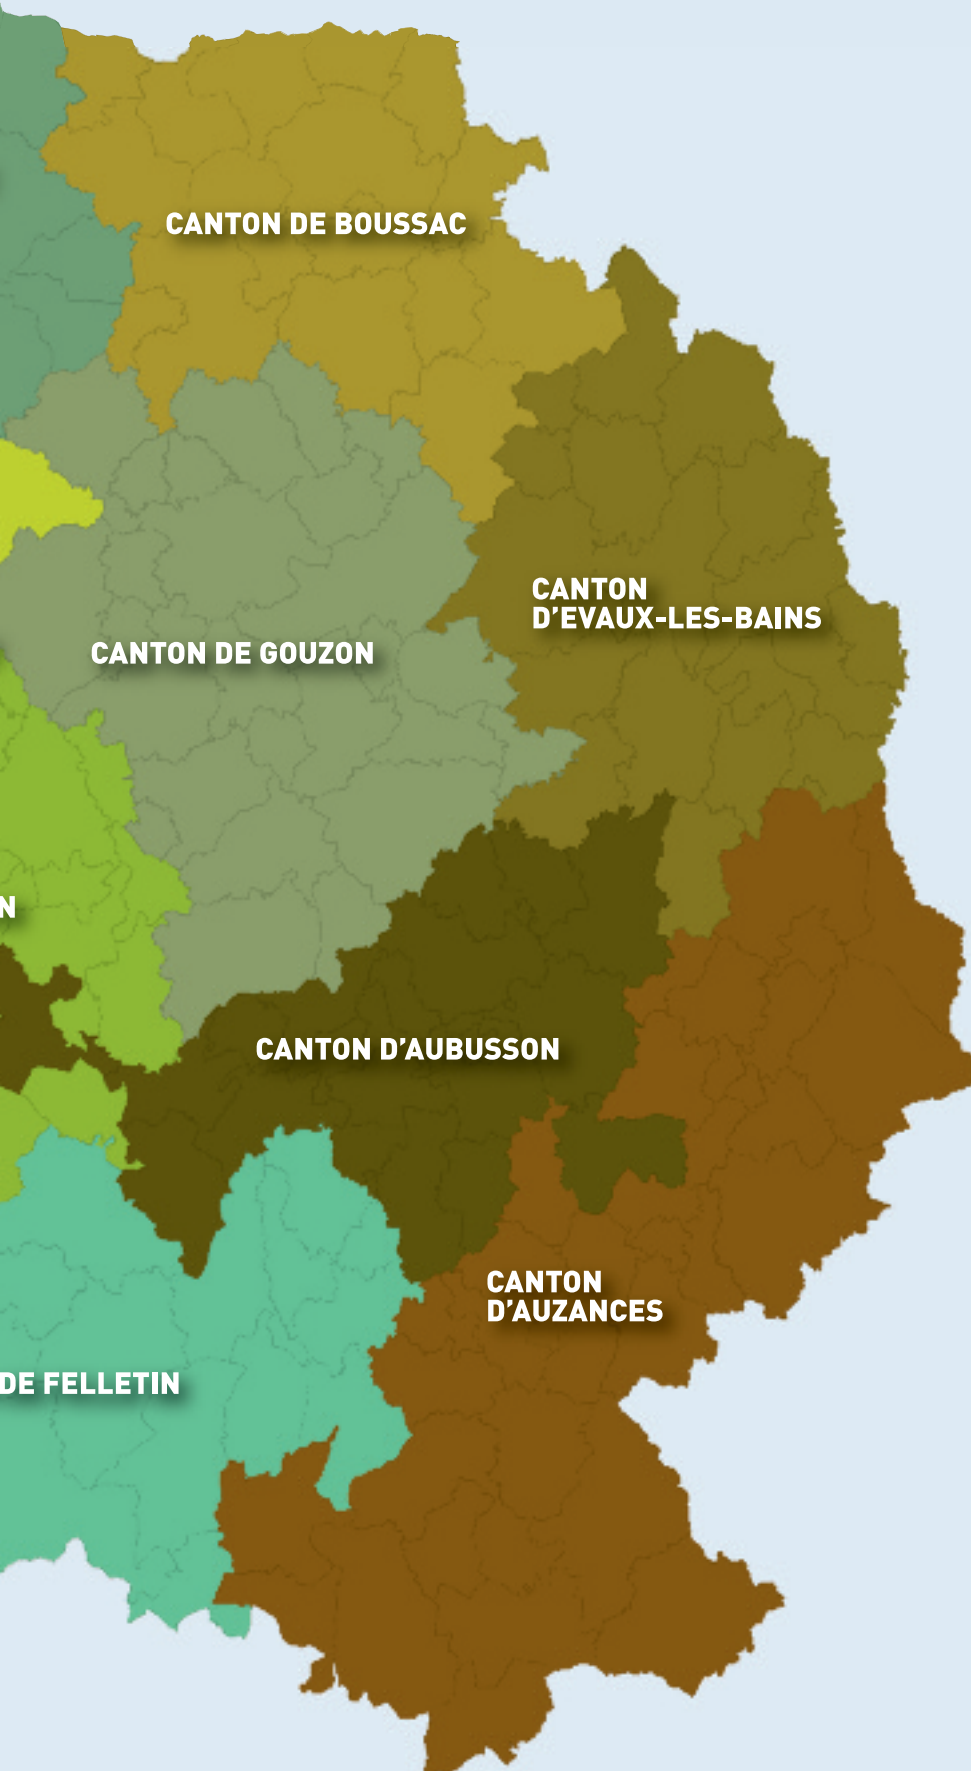 CANTON DE BOUSSAC
CANTON
D'EVAUX-LES-BAINS
CANTON DE GOUZON
N
CANTON D'AUBUSSON
CANTON
D'AUZANCES
DE FELLETIN